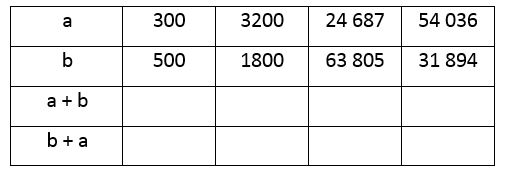 a 300 3200 24 687 54 036
b 500 1800 63 805 31 894
a + b
b + a